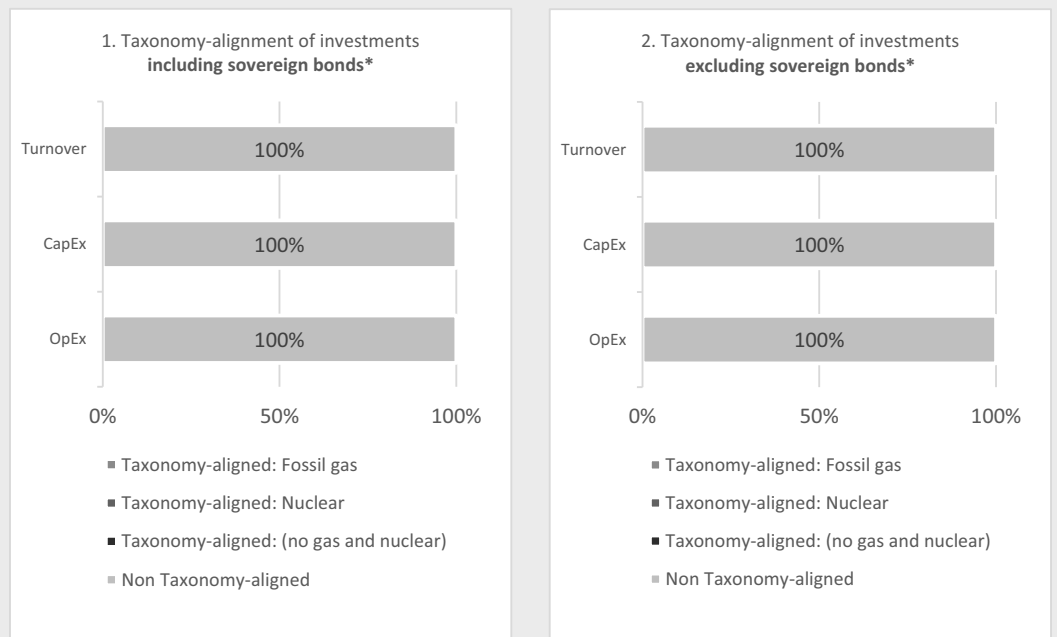 1. Taxonomy-alignment of investments
including sovereign bonds*
Turnover
100%
CapEx
100%
OpEx
100%
0%
50%
100%
Taxonomy-aligned: Fossil gas
Taxonomy-aligned: Nuclear
Taxonomy-aligned: (no gas and nuclear)
Non Taxonomy-aligned
2. Taxonomy-alignment of investments
excluding sovereign bonds*
Turnover
100%
CapEx
100%
OpEx
100%
0%
50%
100%
Taxonomy-aligned: Fossil gas
Taxonomy-aligned: Nuclear
Taxonomy-aligned: (no gas and nuclear)
Non Taxonomy-aligned